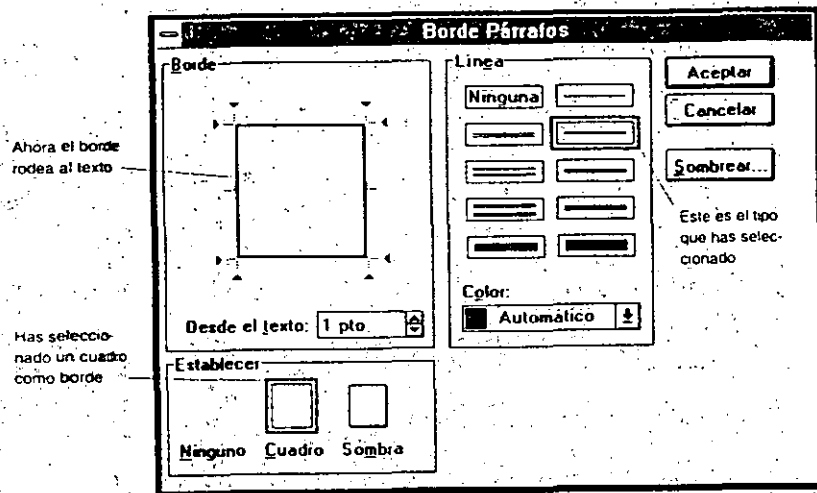 Borde Párrafos
Borde
Línea
Ninguna
Aceptar
Cancelar
Sombrear...
Ahora el borde
rodea al texto
Este es el tipo
que has selec-
cionado
Color:
Automático
Desde el texto: 1 pto
Has seleccio-
nado un cuadro
como borde
Establecer
Ninguno Cuadro Sombra